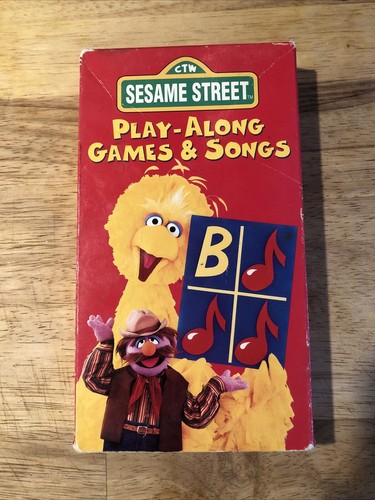 CTW
SESAME STREET
PLAY-ALONG
GAMES & SONGS
B